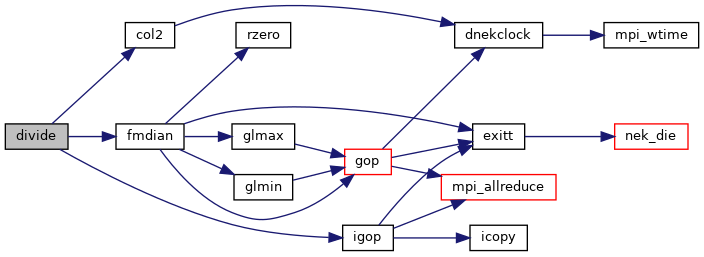 divide
col2
fmdian
rzero
glmax
glmin
igop
gop
dnekclock
exitt
mpi_allreduce
icopy
mpi_wtime
nek_die